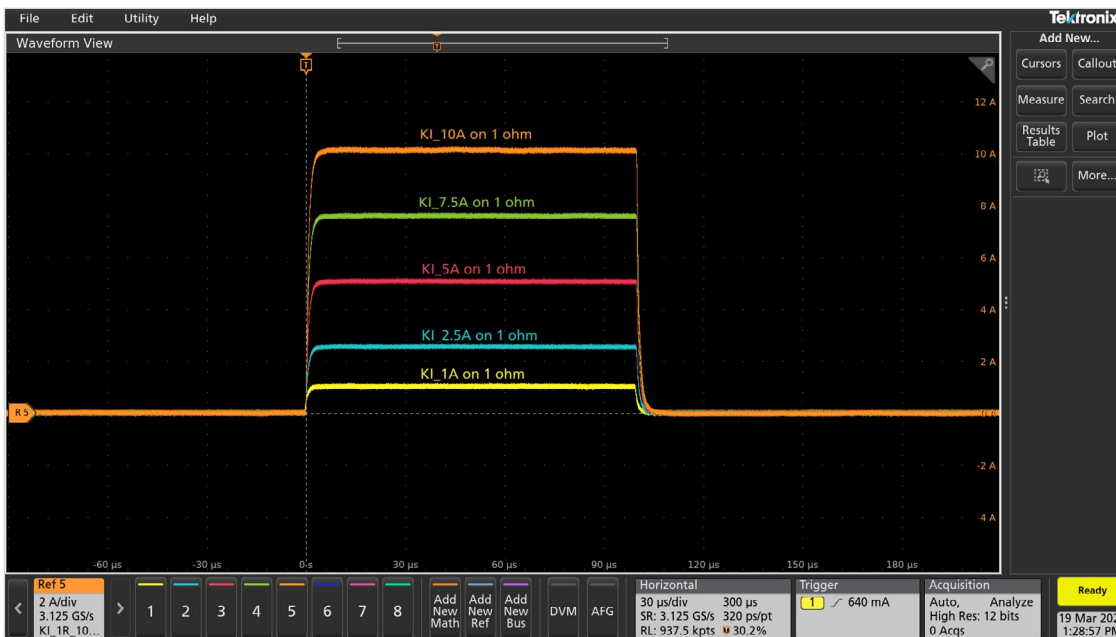 File Edit Utility Help
Tektronix
Waveform View
Add New...
Cursors Callout
Measure Search
Results Table Plot
More...
T
T
12 A
10 A
8 A
6 A
4 A
2 A
-2 A
-4 A
KI_10A on 1 ohm
KI_7.5A on 1 ohm
KI_5A on 1 ohm
KI_2.5A on 1 ohm
KI_1A on 1 ohm
R 5
-60 µs -30 µs 0 s 30 µs 60 µs 90 µs 120 µs 150 µs 180 µs
Ref 5
2 A/div
3.125 GS/s
KI_1R_10...
1 2 3 4 5 6 7 8
Add New Math
Add New Ref
Add New Bus
DVM AFG
Horizontal
30 µs/div 300 µs
SR: 3.125 GS/s 320 ps/pt
RL: 937.5 kpts 30.2%
Trigger
1 640 mA
Acquisition
Auto, Analyze
High Res: 12 bits
0 Acqs
Ready
19 Mar 202
1:28:57 PM